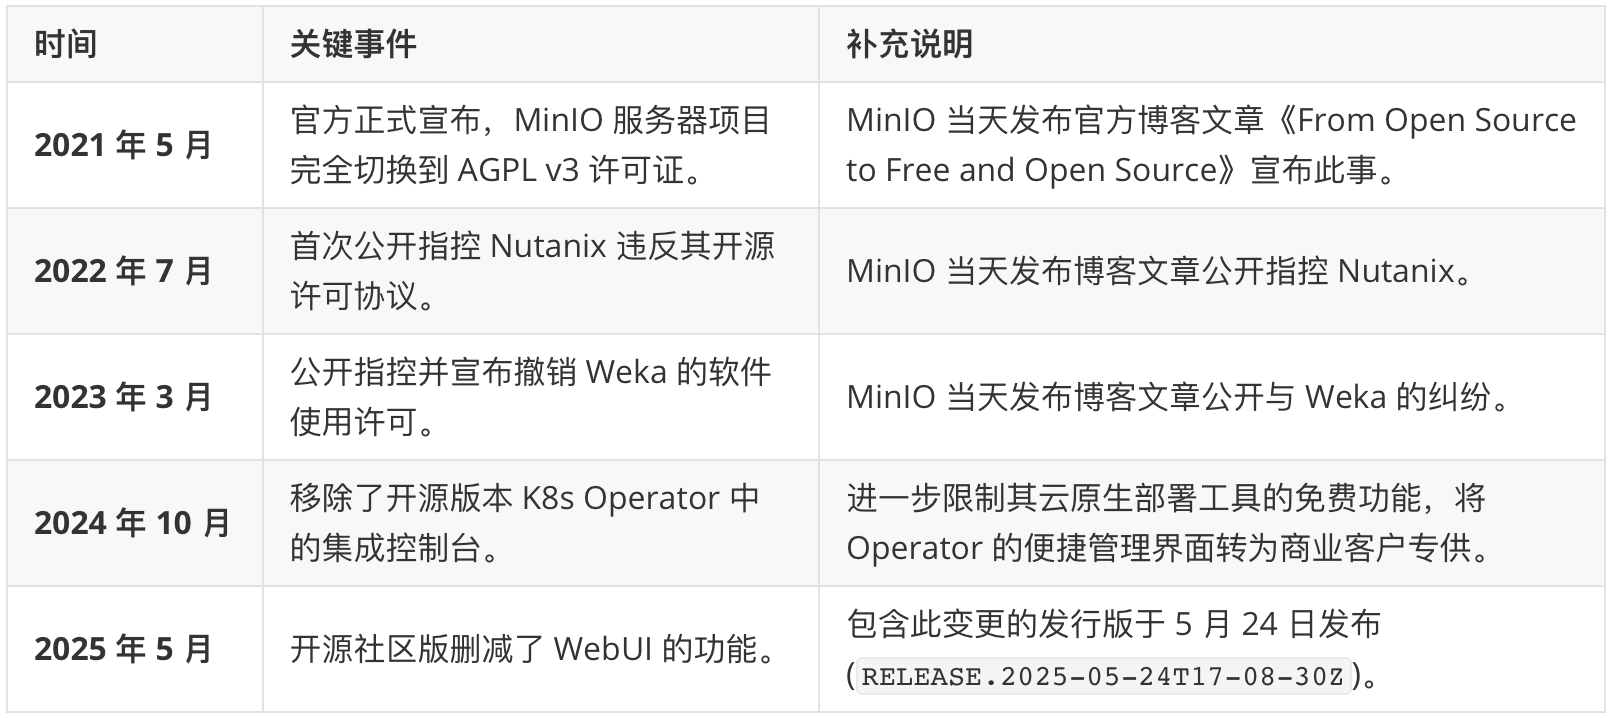 时间
关键事件
补充说明
2021 年 5 月
官方正式宣布，MinIO 服务器项目
完全切换到 AGPL v3 许可证。
MinIO 当天发布官方博客文章《From Open Source
to Free and Open Source》宣布此事。
2022 年 7 月
首次公开指控 Nutanix 违反其开源
许可协议。
MinIO 当天发布博客文章公开指控 Nutanix。
2023 年 3 月
公开指控并宣布撤销 Weka 的软件
使用许可。
MinIO 当天发布博客文章公开与 Weka 的纠纷。
2024 年 10 月
移除了开源版本 K8s Operator 中
的集成控制台。
进一步限制其云原生部署工具的免费功能，将
Operator 的便捷管理界面转为商业客户专供。
2025 年 5 月
开源社区版删减了 WebUI 的功能。
包含此变更的发行版于 5 月 24 日发布
(RELEASE.2025-05-24T17-08-30Z)。